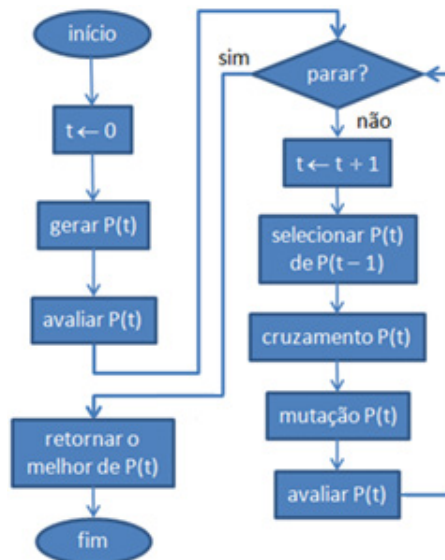 início
t ← 0
gerar P(t)
avaliar P(t)
sim
parar?
não
t ← t + 1
selecionar P(t)
de P(t – 1)
cruzamento P(t)
mutação P(t)
avaliar P(t)
retornar o
melhor de P(t)
fim